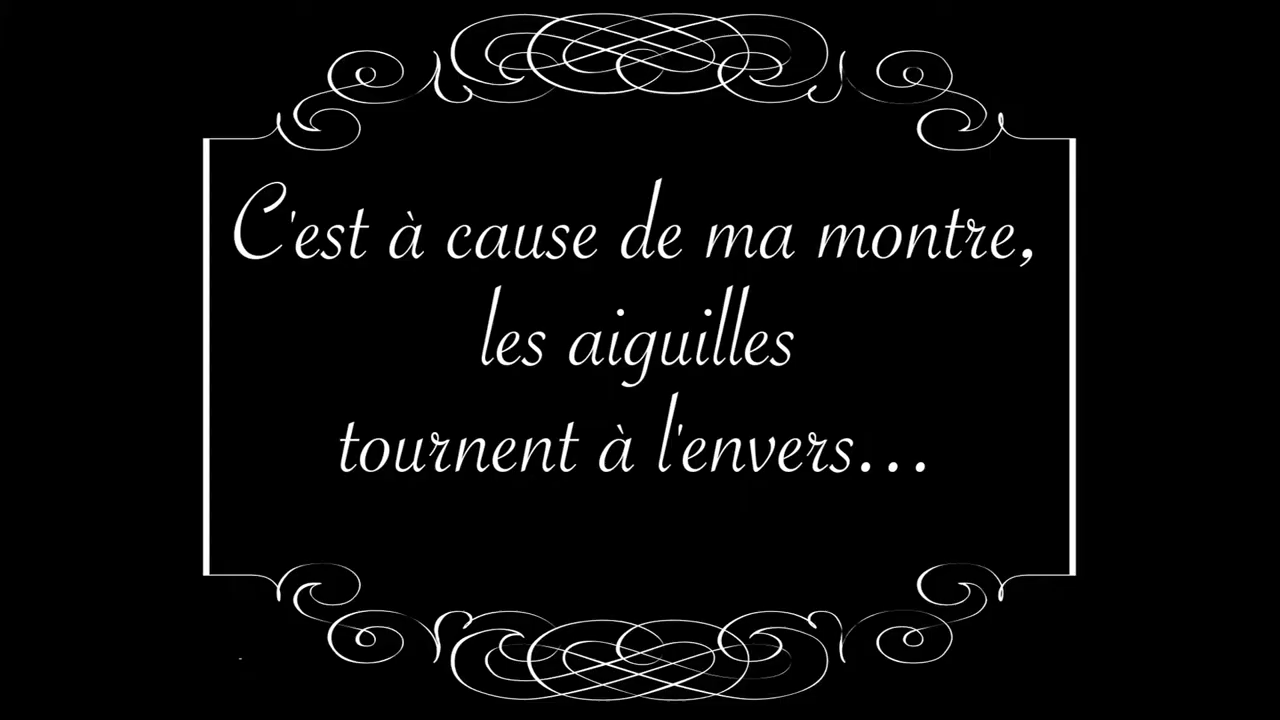 C'est à cause de ma montre,
les aiguilles
tournent à l'envers...